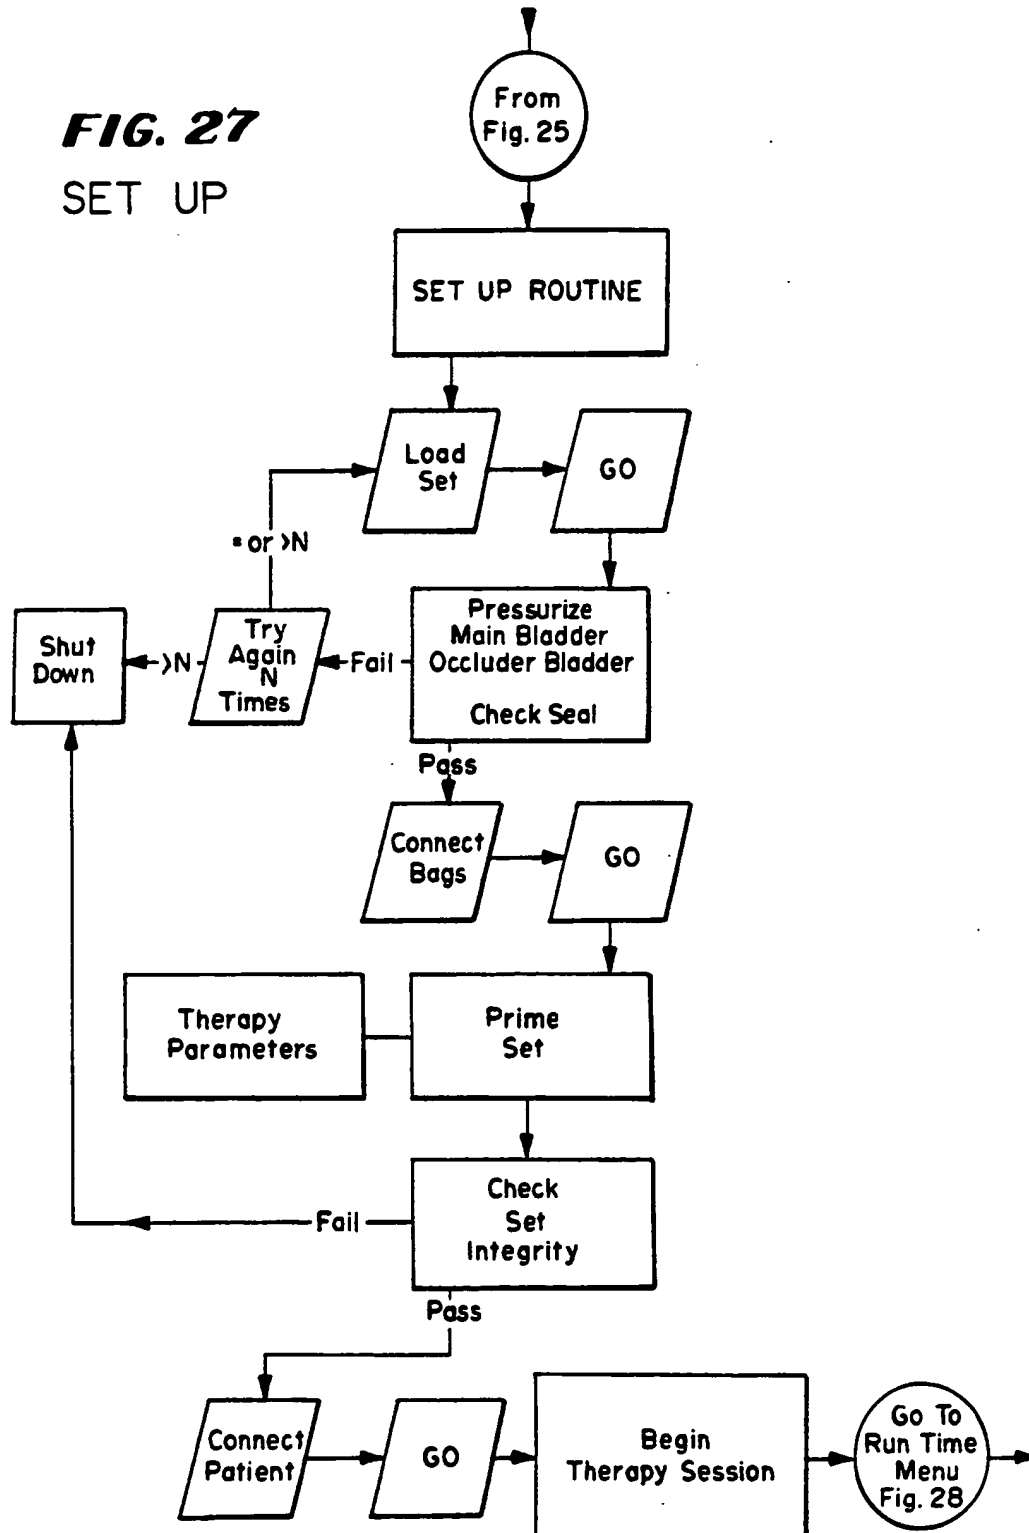 FIG. 27
SET UP
From
Fig. 25
SET UP ROUTINE
Load
Set
GO
= or >N
Pressurize
Main Bladder
Occluder Bladder
Check Seal
Shut
Down
>N
Try
Again
N
Times
Fail
Pass
Connect
Bags
GO
Therapy
Parameters
Prime
Set
Check
Set
Integrity
Fail
Pass
Connect
Patient
GO
Begin
Therapy Session
Go To
Run Time
Menu
Fig. 28